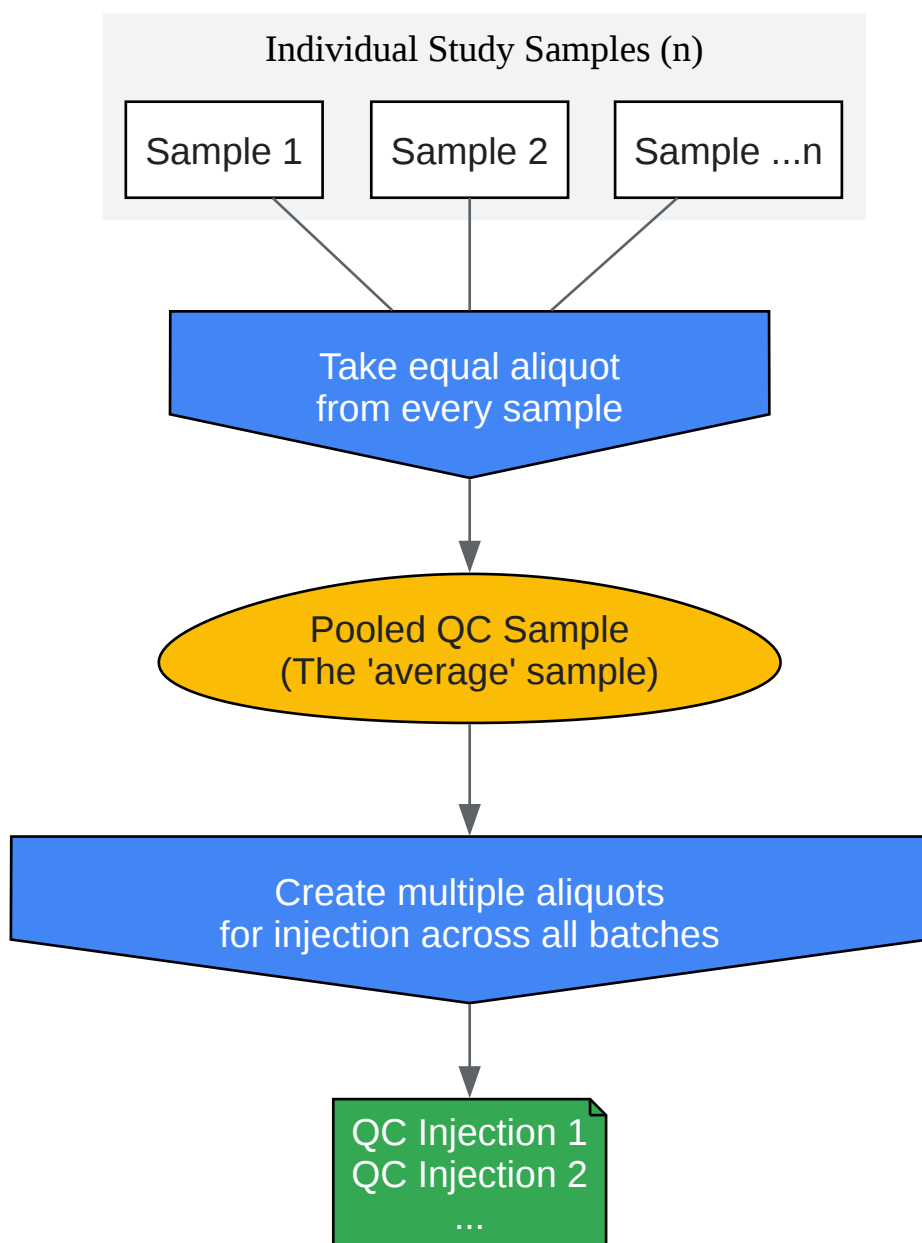 Individual Study Samples (n)
Sample 1
Sample 2
Sample ...n
Take equal aliquot
from every sample
Pooled QC Sample
(The 'average' sample)
Create multiple aliquots
for injection across all batches
QC Injection 1
QC Injection 2
...